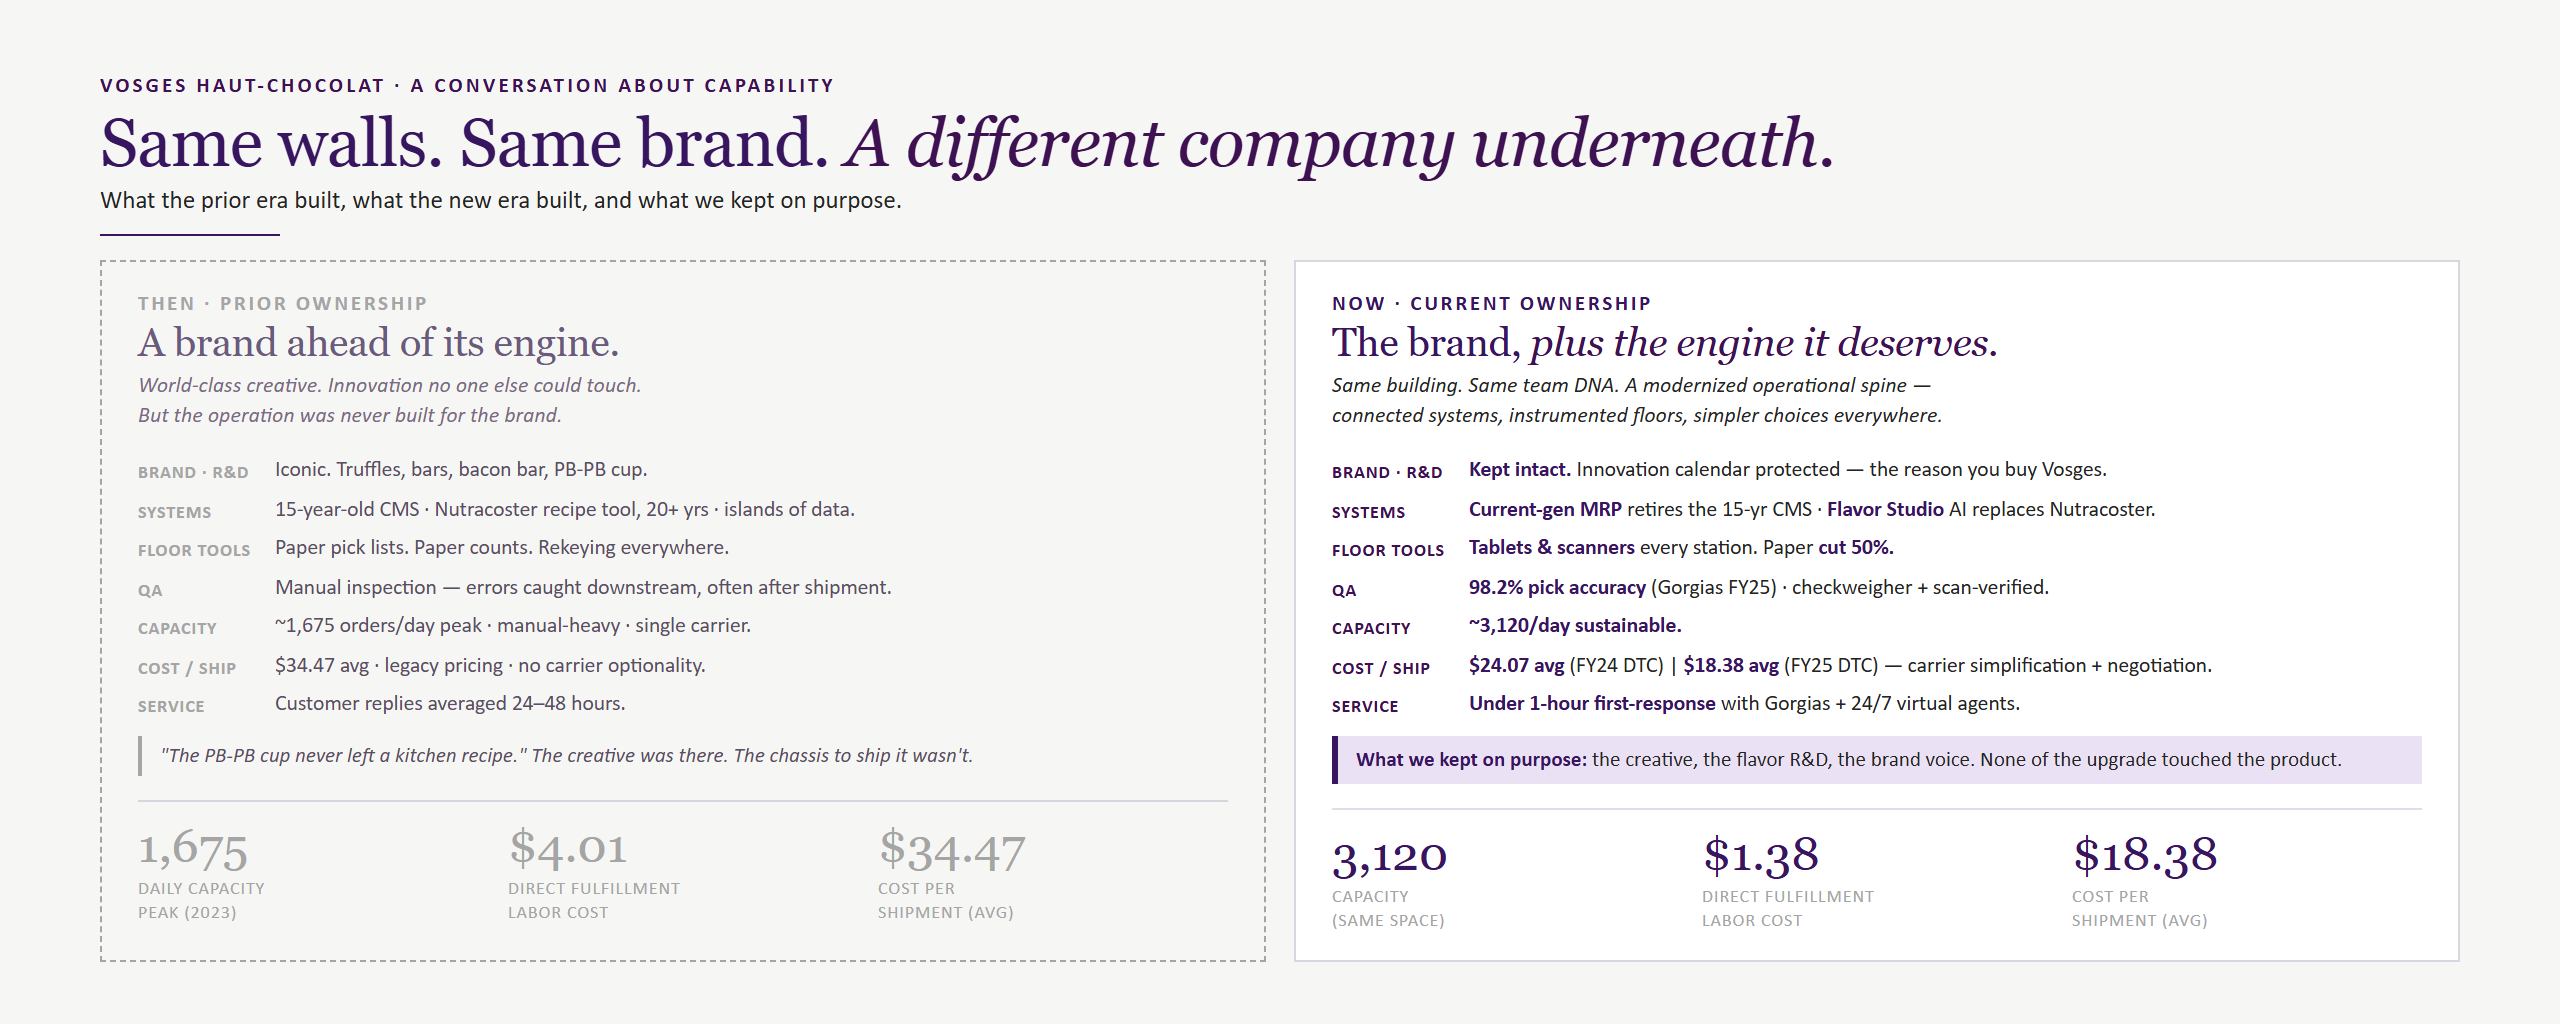 VOSGES HAUT-CHOCOLAT · A CONVERSATION ABOUT CAPABILITY
Same walls. Same brand. A different company underneath.
What the prior era built, what the new era built, and what we kept on purpose.
THEN · PRIOR OWNERSHIP
A brand ahead of its engine.
World-class creative. Innovation no one else could touch.
But the operation was never built for the brand.
BRAND · R&D Iconic. Truffles, bars, bacon bar, PB-PB cup.
SYSTEMS 15-year-old CMS · Nutracoster recipe tool, 20+ yrs · islands of data.
FLOOR TOOLS Paper pick lists. Paper counts. Rekeying everywhere.
QA Manual inspection — errors caught downstream, often after shipment.
CAPACITY ~1,675 orders/day peak · manual-heavy · single carrier.
COST / SHIP $34.47 avg · legacy pricing · no carrier optionality.
SERVICE Customer replies averaged 24–48 hours.
"The PB-PB cup never left a kitchen recipe." The creative was there. The chassis to ship it wasn't.
1,675 $4.01 $34.47
DAILY CAPACITY DIRECT FULFILLMENT COST PER
PEAK (2023) LABOR COST SHIPMENT (AVG)
NOW · CURRENT OWNERSHIP
The brand, plus the engine it deserves.
Same building. Same team DNA. A modernized operational spine —
connected systems, instrumented floors, simpler choices everywhere.
BRAND · R&D Kept intact. Innovation calendar protected — the reason you buy Vosges.
SYSTEMS Current-gen MRP retires the 15-yr CMS · Flavor Studio AI replaces Nutracoster.
FLOOR TOOLS Tablets & scanners every station. Paper cut 50%.
QA 98.2% pick accuracy (Gorgias FY25) · checkweigher + scan-verified.
CAPACITY ~3,120/day sustainable.
COST / SHIP $24.07 avg (FY24 DTC) | $18.38 avg (FY25 DTC) — carrier simplification + negotiation.
SERVICE Under 1-hour first-response with Gorgias + 24/7 virtual agents.
What we kept on purpose: the creative, the flavor R&D, the brand voice. None of the upgrade touched the product.
3,120 $1.38 $18.38
CAPACITY DIRECT FULFILLMENT COST PER
(SAME SPACE) LABOR COST SHIPMENT (AVG)